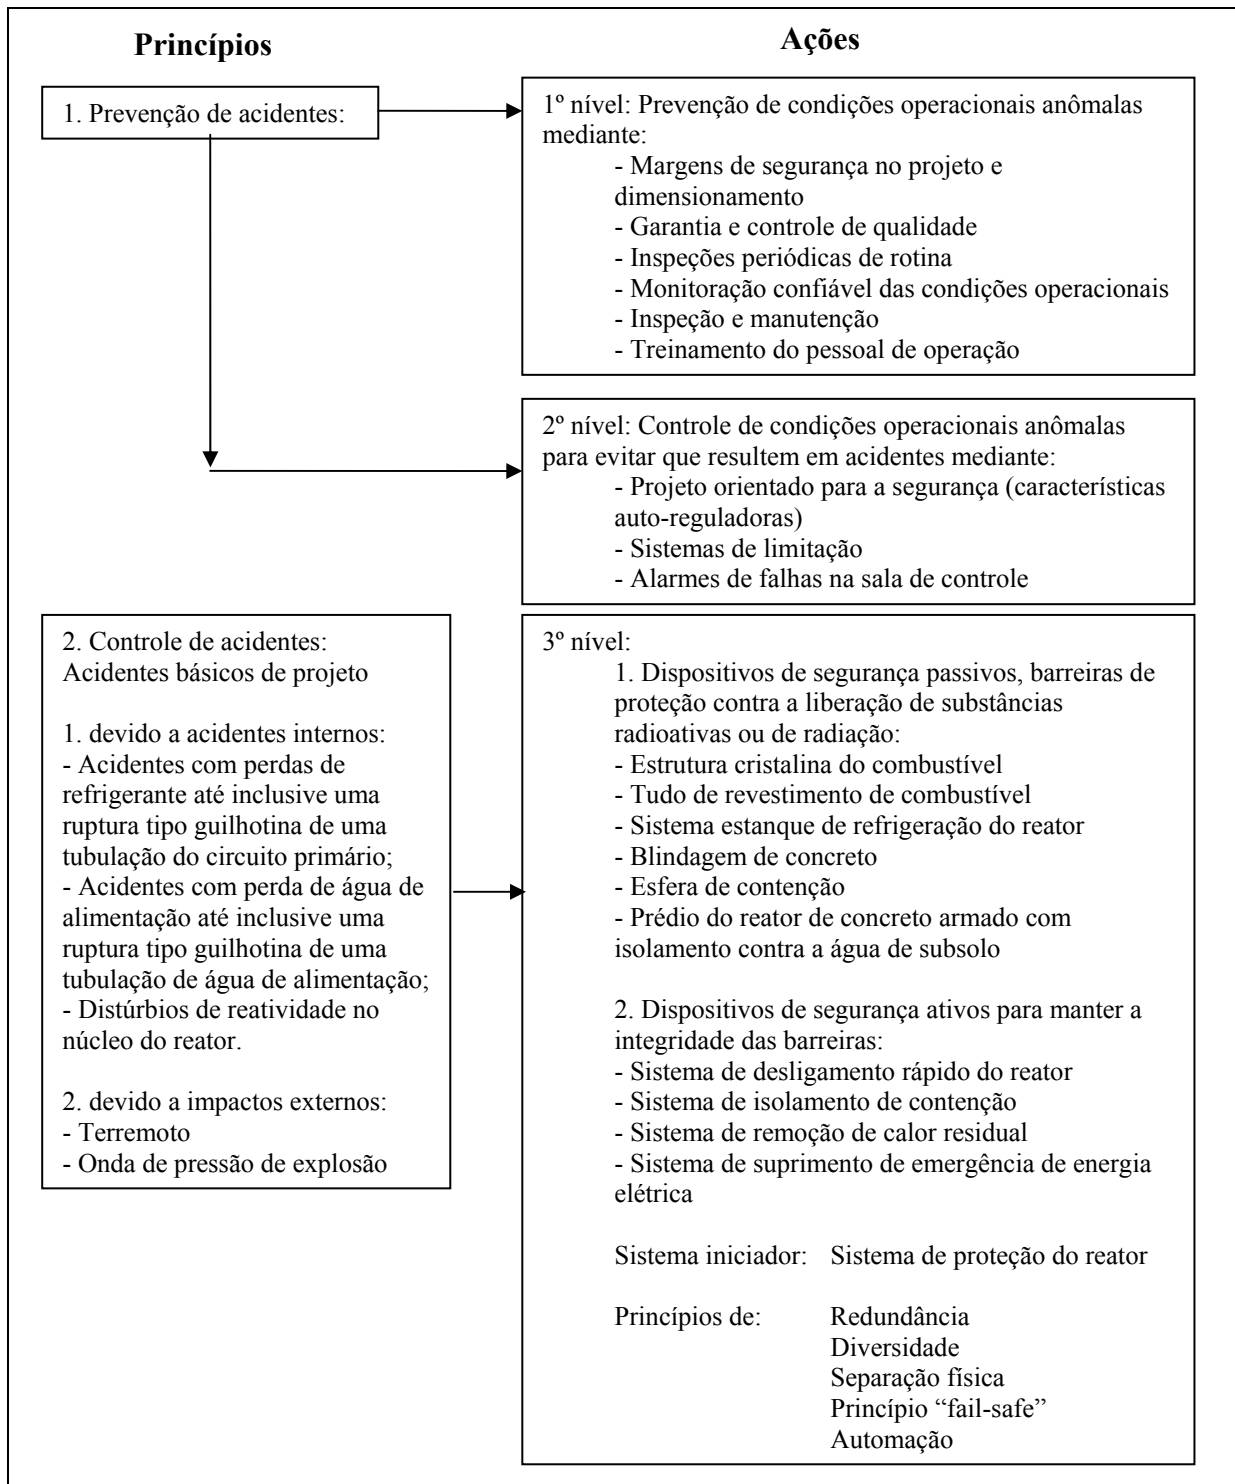 Princípios
Ações
1. Prevenção de acidentes:
1º nível: Prevenção de condições operacionais anômalas
mediante:
- Margens de segurança no projeto e
dimensionamento
- Garantia e controle de qualidade
- Inspeções periódicas de rotina
- Monitoração confiável das condições operacionais
- Inspeção e manutenção
- Treinamento do pessoal de operação
2º nível: Controle de condições operacionais anômalas
para evitar que resultem em acidentes mediante:
- Projeto orientado para a segurança (característicias
auto-reguladoras)
- Sistemas de limitação
- Alarmes de falhas na sala de controle
2. Controle de acidentes:
Acidentes básicos de projeto
1. devido a acidentes internos:
- Acidentes com perdas de
refrigerante até inclusive uma
ruptura tipo guilhotina de uma
tubulação do circuito primário;
- Acidentes com perda de água de
alimentação até inclusive uma
ruptura tipo guilhotina de uma
tubulação de água de alimentação;
- Distúrbios de reatividade no
núcleo do reator.
2. devido a impactos externos:
- Terremoto
- Onda de pressão de explosão
3º nível:
1. Dispositivos de segurança passivos, barreiras de
proteção contra a liberação de substâncias
radioativas ou de radiação:
- Estrutura cristalina do combustível
- Tudo de revestimento de combustível
- Sistema estanque de refrigeração do reator
- Blindagem de concreto
- Esfera de contenção
- Prédio do reator de concreto armado com
isolamento contra a água de subsolo
2. Dispositivos de segurança ativos para manter a
integridade das barreiras:
- Sistema de desligamento rápido do reator
- Sistema de isolamento de contenção
- Sistema de remoção de calor residual
- Sistema de suprimento de emergência de energia
elétrica
Sistema iniciador: Sistema de proteção do reator
Princípios de: Redundância
Diversidade
Separação física
Princípio “fail-safe”
Automação